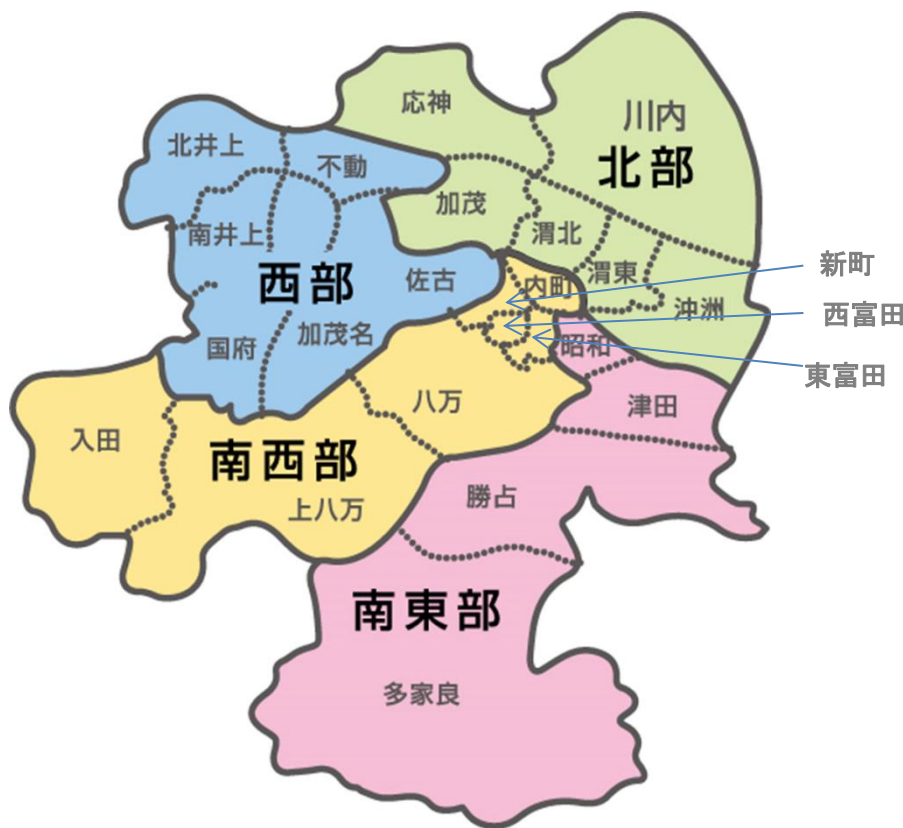 川内
応神
北部
北井上
不動
加茂
南井上
渭北
新町
西部
佐古
内町
渭東
西富田
沖洲
国府
加茂名
昭和
東富田
八万
津田
入田
南西部
上八万
勝占
南東部
多家良